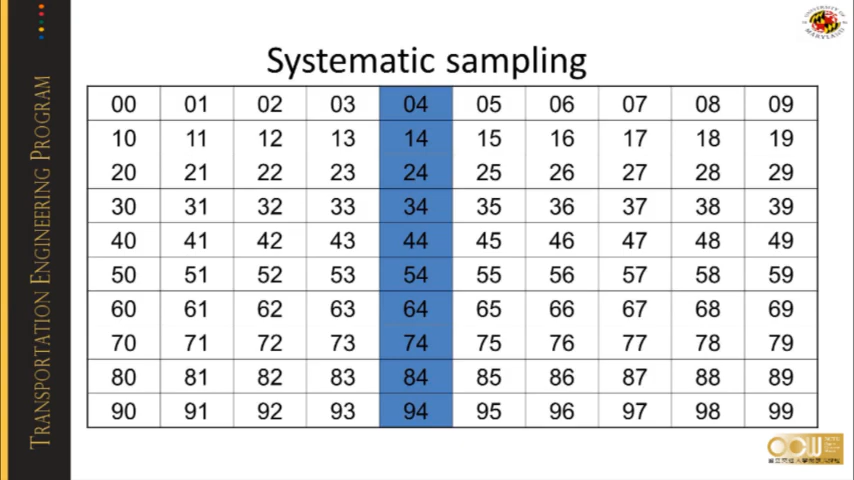 UNIVERSITY OF
MARYLAND
Systematic sampling
TRANSPORTATION ENGINEERING PROGRAM
00 01 02 03 04 05 06 07 08 09
10 11 12 13 14 15 16 17 18 19
20 21 22 23 24 25 26 27 28 29
30 31 32 33 34 35 36 37 38 39
40 41 42 43 44 45 46 47 48 49
50 51 52 53 54 55 56 57 58 59
60 61 62 63 64 65 66 67 68 69
70 71 72 73 74 75 76 77 78 79
80 81 82 83 84 85 86 87 88 89
90 91 92 93 94 95 96 97 98 99
OCW